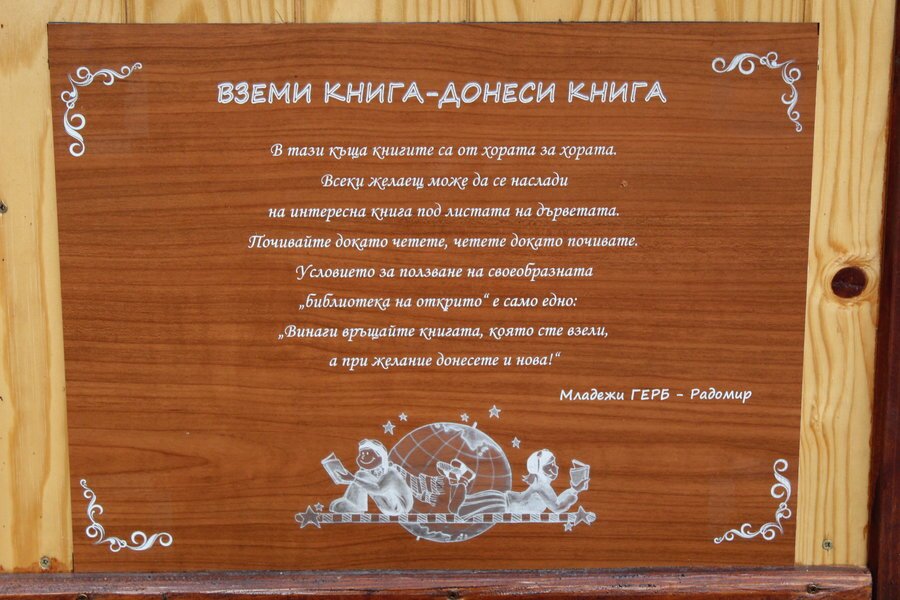 ВЗЕМИ КНИГА-ДОНЕСИ КНИГА
В тази къща книгите са от хората за хората.
Всеки желаещ може да се наслади
на интересна книга под листата на дърветата.
Почивайте докато четете, четете докато почивате.
Условието за ползване на своеобразната
„библиотека на открито“ е само едно:
„Винаги връщайте книгата, която сте взели,
а при желание донесете и нова!“
Младежи ГЕРБ - Радомир